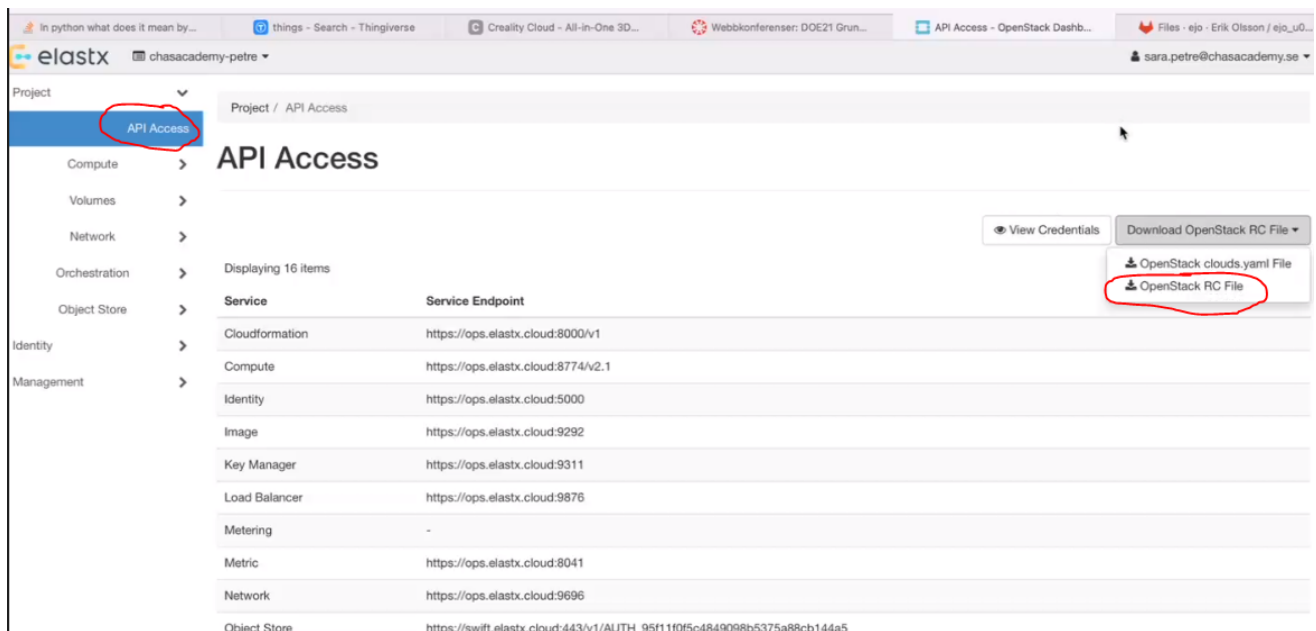 In python what does it mean by...
things - Search - Thingiverse
Creality Cloud - All-in-One 3D...
Webbkonferenser: DOE21 Grun...
API Access - OpenStack Dashb...
Files · ejo · Erik Olsson / ejo_u0...
elastx
chasacademy-petre
sara.petre@chasacademy.se
Project
API Access
Compute
Volumes
Network
Orchestration
Object Store
Identity
Management
Project / API Access
API Access
View Credentials
Download OpenStack RC File
OpenStack clouds.yaml File
OpenStack RC File
Displaying 16 items
Service Service Endpoint
Cloudformation https://ops.elastx.cloud:8000/v1
Compute https://ops.elastx.cloud:8774/v2.1
Identity https://ops.elastx.cloud:5000
Image https://ops.elastx.cloud:9292
Key Manager https://ops.elastx.cloud:9311
Load Balancer https://ops.elastx.cloud:9876
Metering -
Metric https://ops.elastx.cloud:8041
Network https://ops.elastx.cloud:9696
Object Store https://swift.elastx.cloud:443/v1/AUTH_95f11f0f5c4849098b5375a88cb144a5